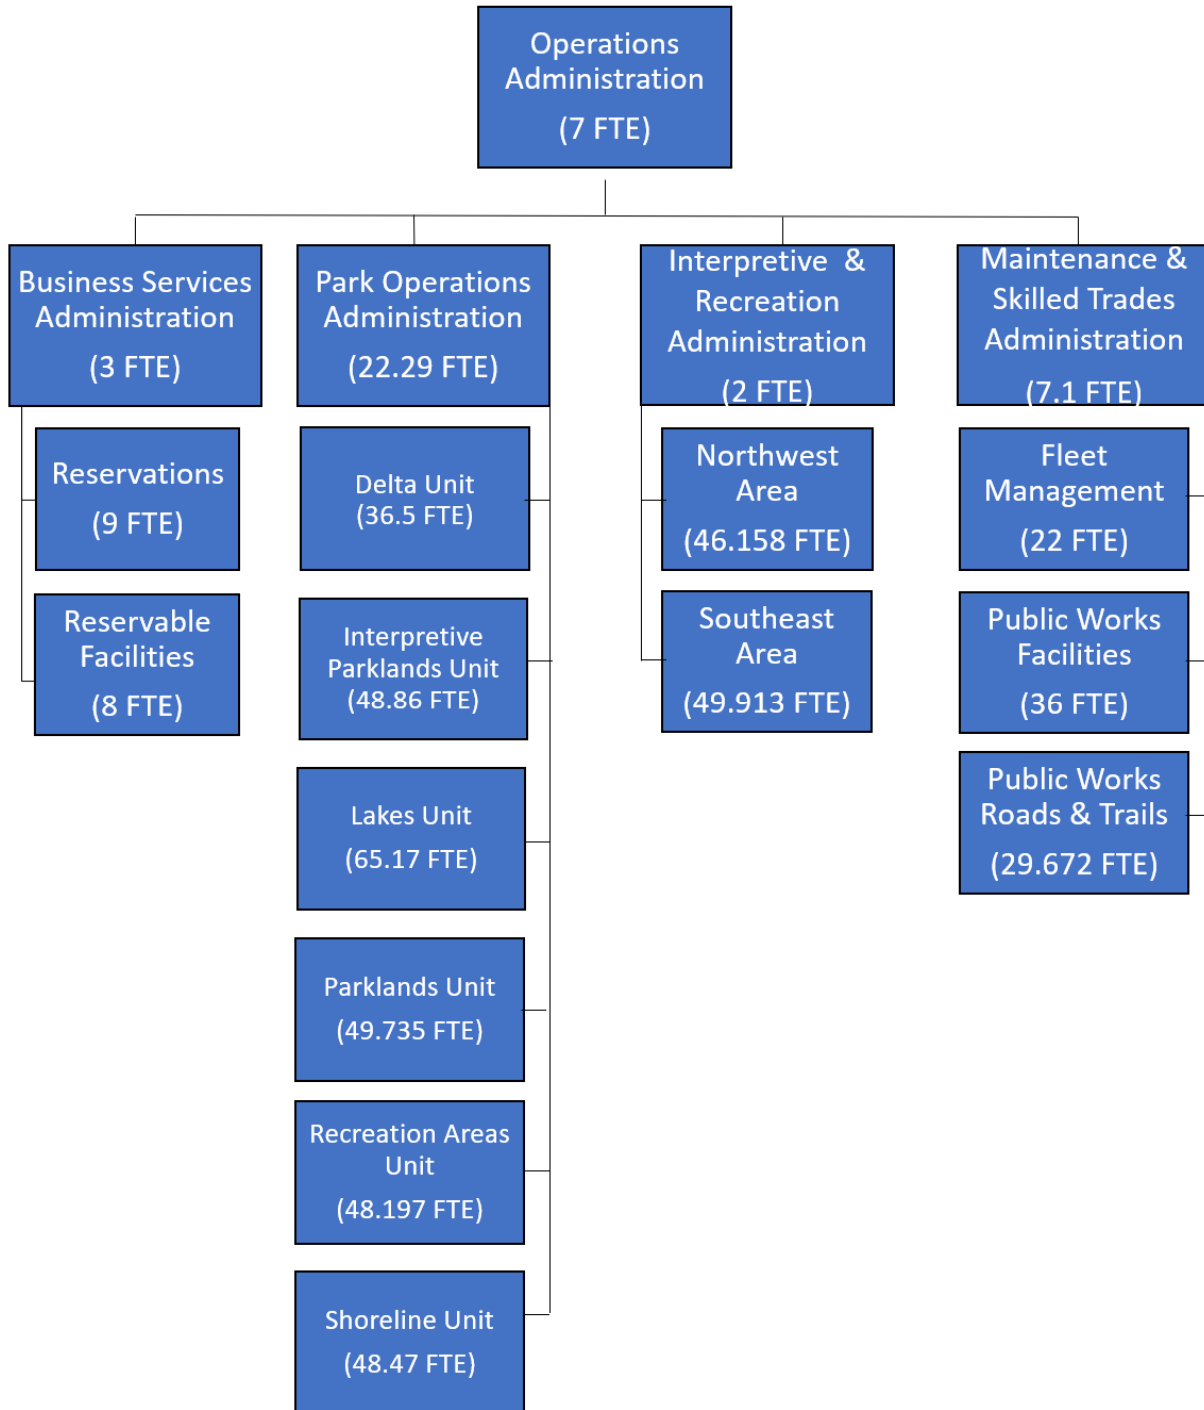 Operations
Administration
(7 FTE)
Business Services
Administration
(3 FTE)
Reservations
(9 FTE)
Reservable
Facilities
(8 FTE)
Park Operations
Administration
(22.29 FTE)
Delta Unit
(36.5 FTE)
Interpretive
Parklands Unit
(48.86 FTE)
Lakes Unit
(65.17 FTE)
Parklands Unit
(49.735 FTE)
Recreation Areas
Unit
(48.197 FTE)
Shoreline Unit
(48.47 FTE)
Interpretive &
Recreation
Administration
(2 FTE)
Northwest
Area
(46.158 FTE)
Southeast
Area
(49.913 FTE)
Maintenance &
Skilled Trades
Administration
(7.1 FTE)
Fleet
Management
(22 FTE)
Public Works
Facilities
(36 FTE)
Public Works
Roads & Trails
(29.672 FTE)